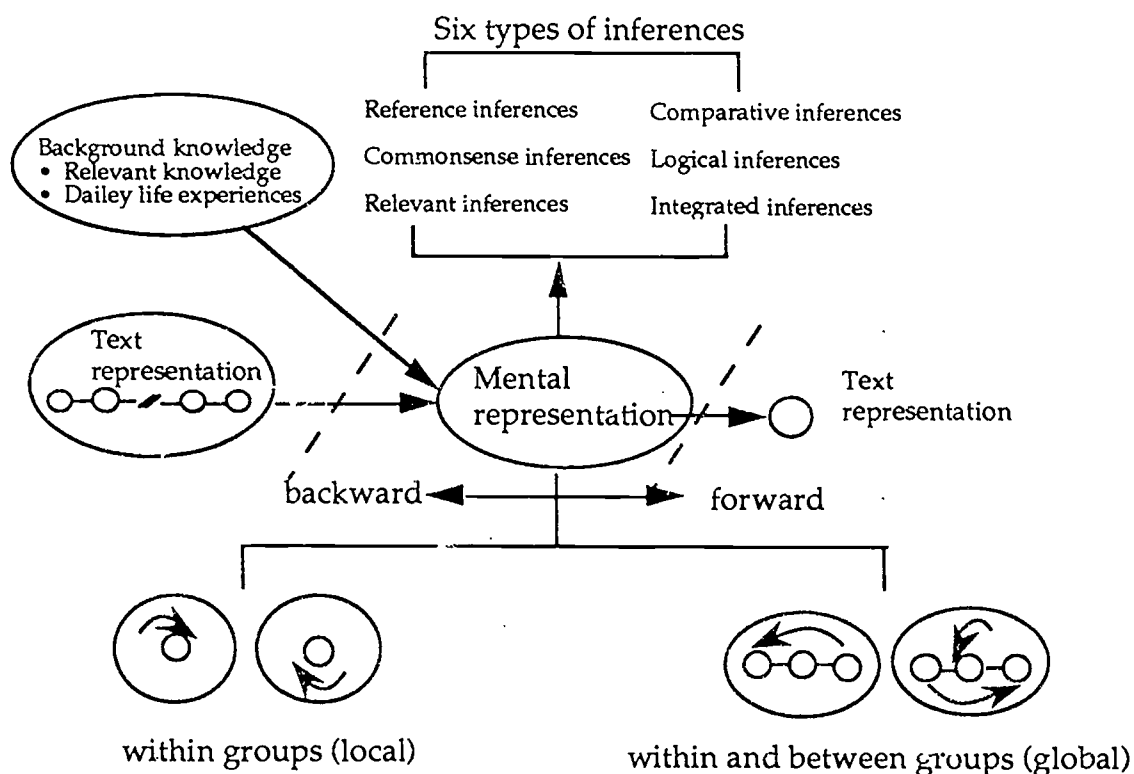 Six types of inferences
Reference inferences
Comparative inferences
Commonsense inferences
Logical inferences
Relevant inferences
Integrated inferences
Background knowledge
• Relevant knowledge
• Dailey life experiences
Text
representation
Mental
representation
Text
representation
backward
forward
within groups (local)
within and between groups (global)